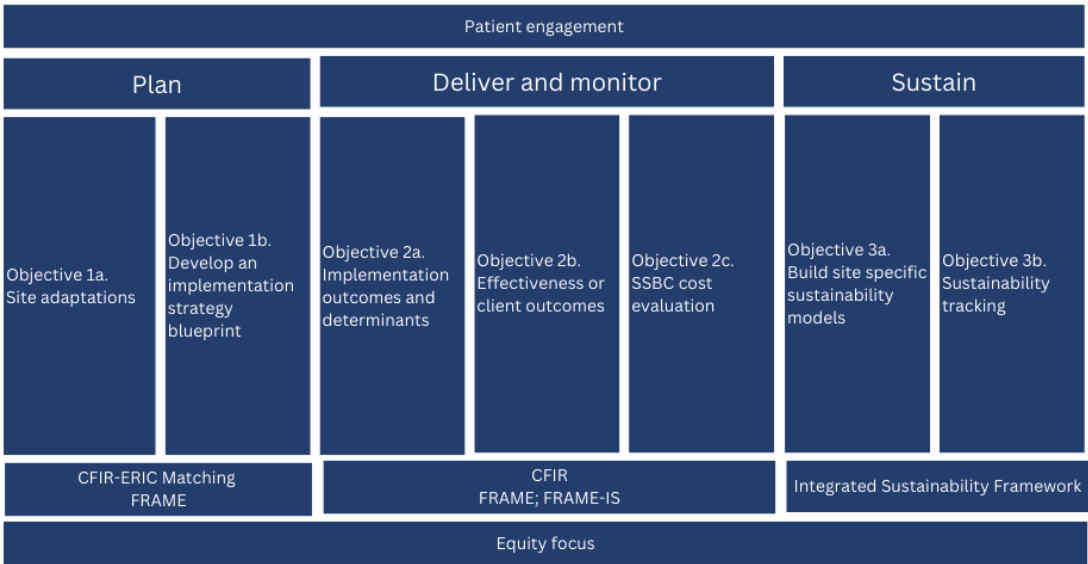 Patient engagement
Plan
Deliver and monitor
Sustain
Objective 1a.
Site adaptations
Objective 1b.
Develop an
implementation
strategy
blueprint
Objective 2a.
Implementation
outcomes and
determinants
Objective 2b.
Effectiveness or
client outcomes
Objective 2c.
SSBC cost
evaluation
Objective 3a.
Build site specific
sustainability
models
Objective 3b.
Sustainability
tracking
CFIR-ERIC Matching
FRAME
CFIR
FRAME; FRAME-IS
Integrated Sustainability Framework
Equity focus